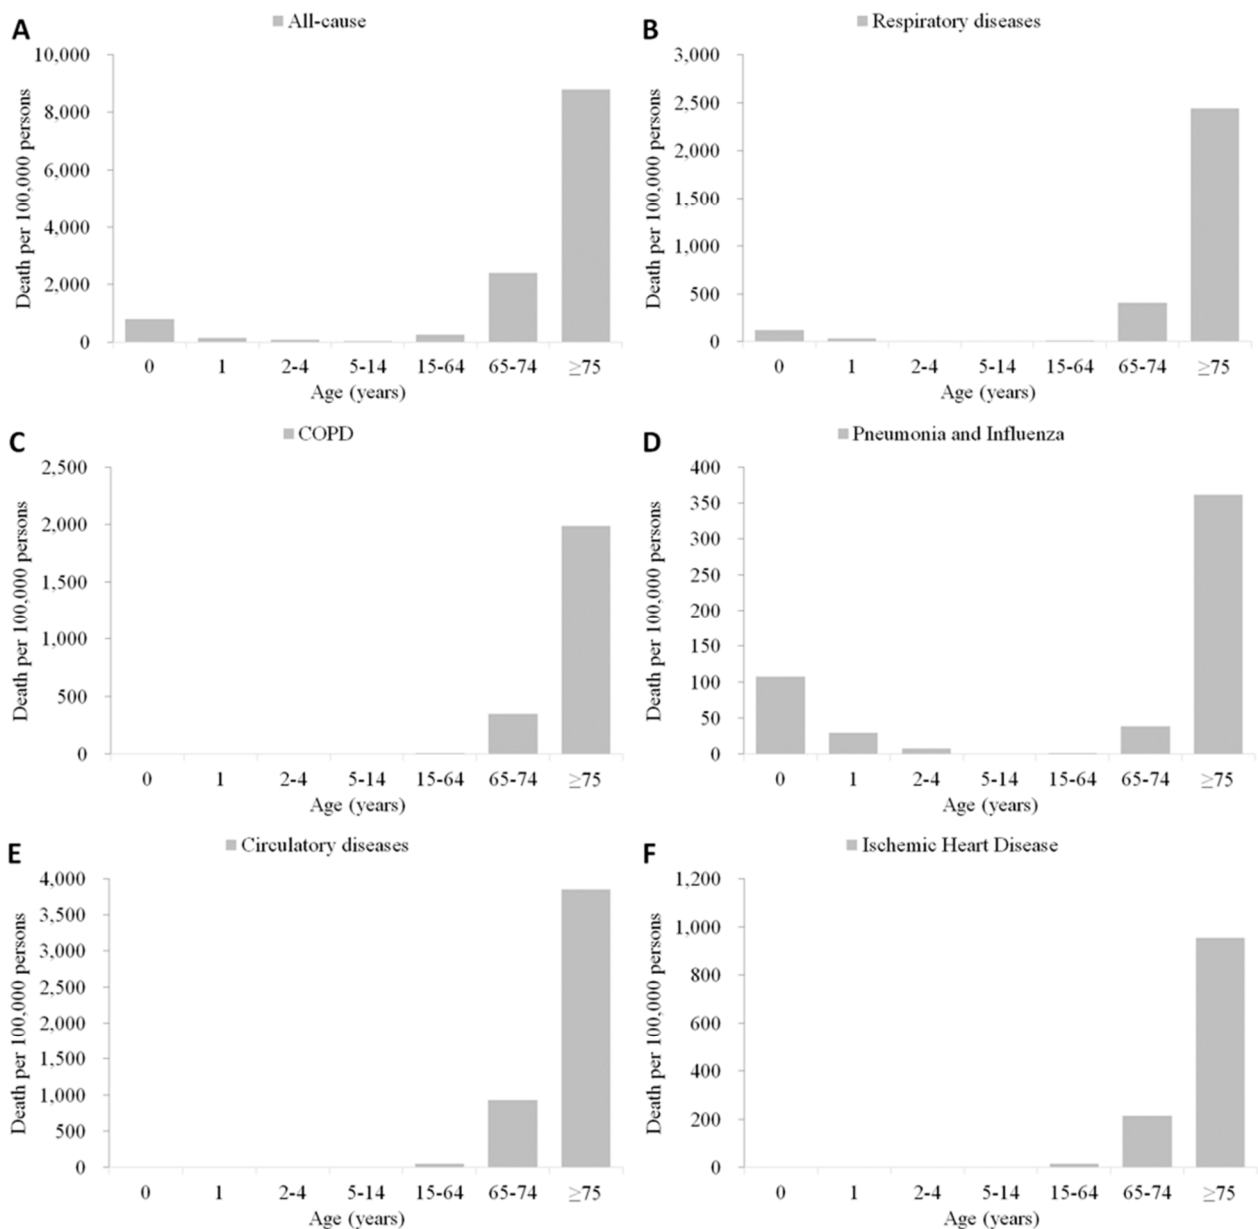 A
All-cause
Death per 100,000 persons
10,000
8,000
6,000
4,000
2,000
0
0 1 2-4 5-14 15-64 65-74 ≥75
Age (years)
B
Respiratory diseases
Death per 100,000 persons
3,000
2,500
2,000
1,500
1,000
500
0
0 1 2-4 5-14 15-64 65-74 ≥75
Age (years)
C
COPD
Death per 100,000 persons
2,500
2,000
1,500
1,000
500
0
0 1 2-4 5-14 15-64 65-74 ≥75
Age (years)
D
Pneumonia and Influenza
Death per 100,000 persons
400
350
300
250
200
150
100
50
0
0 1 2-4 5-14 15-64 65-74 ≥75
Age (years)
E
Circulatory diseases
Death per 100,000 persons
4,000
3,500
3,000
2,500
2,000
1,500
1,000
500
0
0 1 2-4 5-14 15-64 65-74 ≥75
Age (years)
F
Ischemic Heart Disease
Death per 100,000 persons
1,200
1,000
800
600
400
200
0
0 1 2-4 5-14 15-64 65-74 ≥75
Age (years)